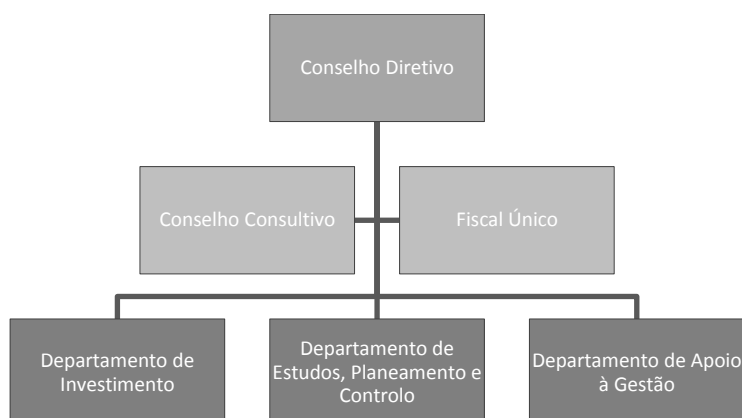 Conselho Diretivo
Conselho Consultivo
Fiscal Único
Departamento de
Investimento
Departamento de
Estudos, Planeamento e
Controlo
Departamento de Apoio
à Gestão